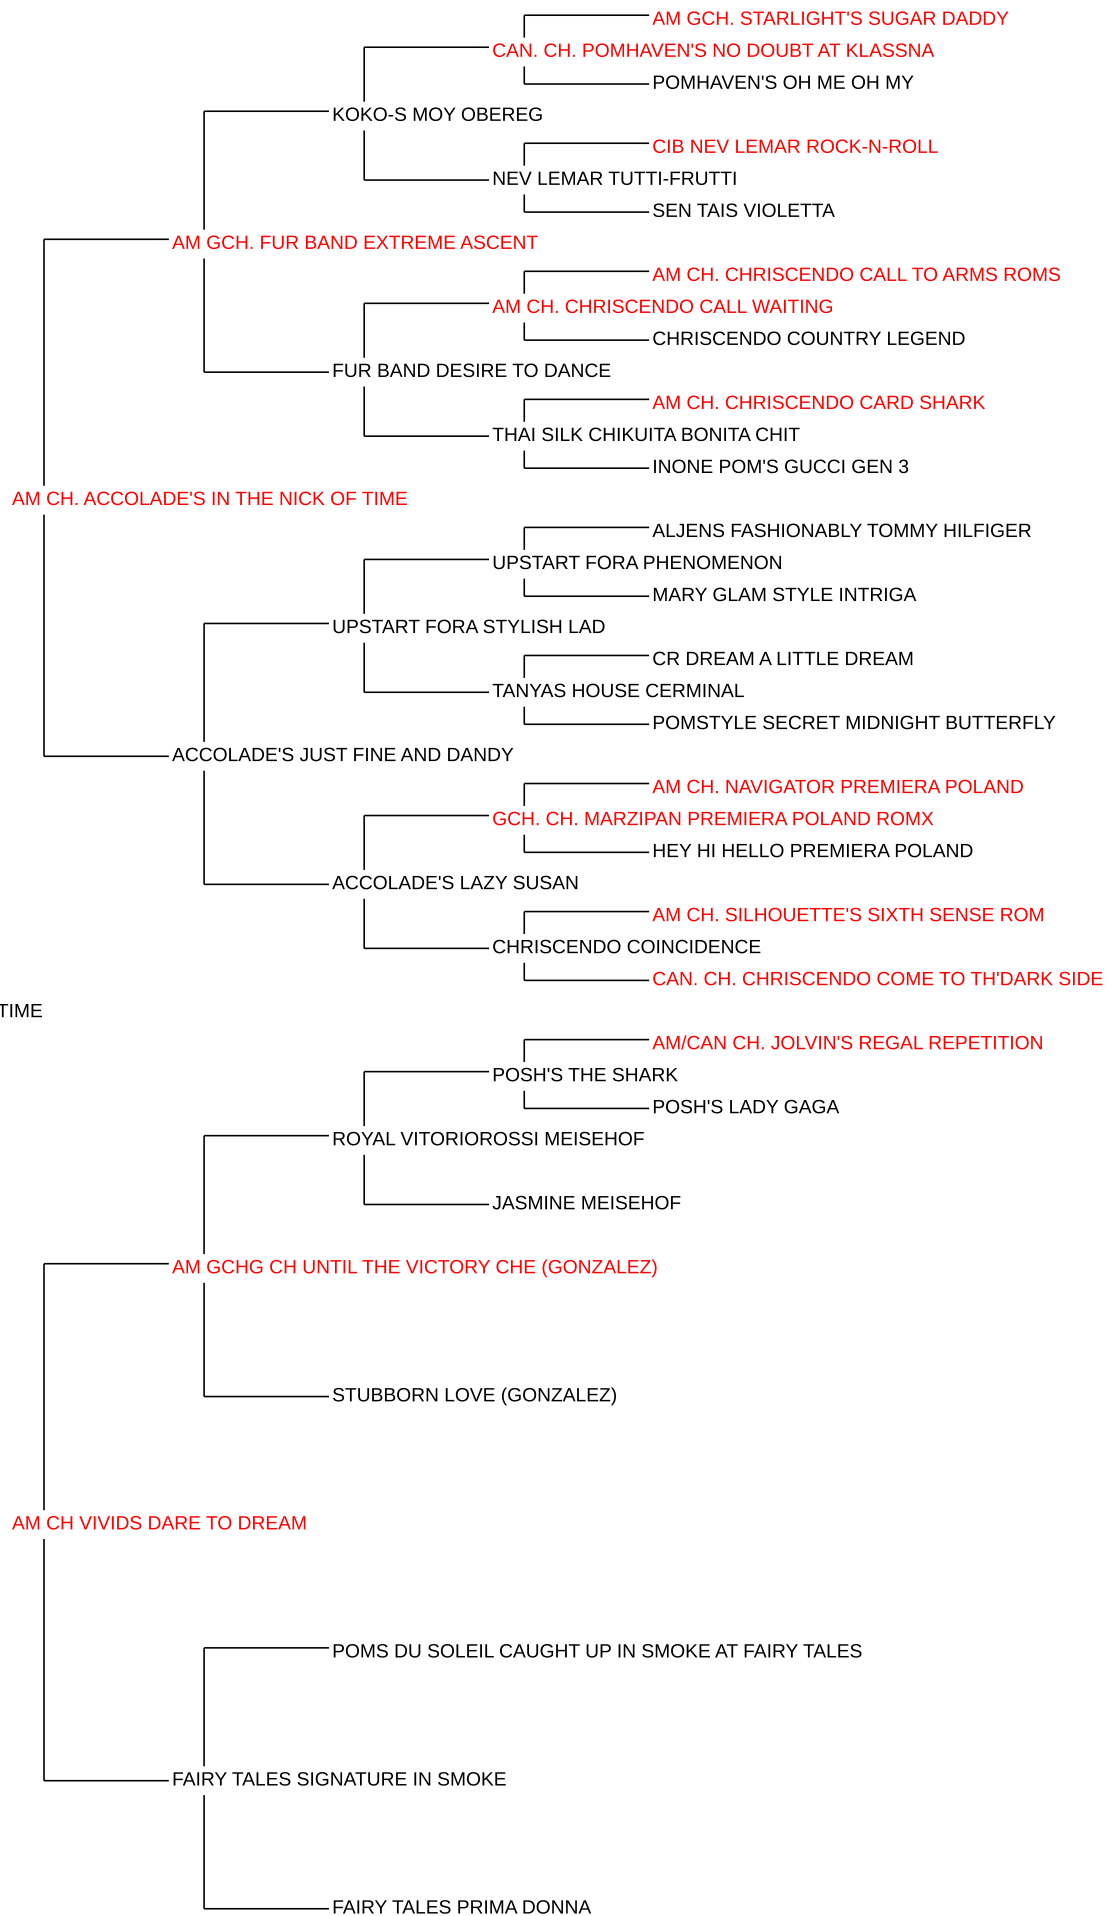 AM GCH. STARLIGHT'S SUGAR DADDY
CAN. CH. POMHAVEN'S NO DOUBT AT KLASSNA
POMHAVEN'S OH ME OH MY
KOKO-S MOY OBEREG
CIB NEV LEMAR ROCK-N-ROLL
NEV LEMAR TUTTI-FRUTTI
SEN TAIS VIOLETTA
AM GCH. FUR BAND EXTREME ASCENT
AM CH. CHRISCENDO CALL TO ARMS ROMS
AM CH. CHRISCENDO CALL WAITING
CHRISCENDO COUNTRY LEGEND
FUR BAND DESIRE TO DANCE
AM CH. CHRISCENDO CARD SHARK
THAI SILK CHIKUITA BONITA CHIT
INONE POM'S GUCCI GEN 3
AM CH. ACCOLADE'S IN THE NICK OF TIME
ALJENS FASHIONABLY TOMMY HILFIGER
UPSTART FORA PHENOMENON
MARY GLAM STYLE INTRIGA
UPSTART FORA STYLISH LAD
CR DREAM A LITTLE DREAM
TANYAS HOUSE CERMINAL
POMSTYLE SECRET MIDNIGHT BUTTERFLY
ACCOLADE'S JUST FINE AND DANDY
AM CH. NAVIGATOR PREMIERA POLAND
GCH. CH. MARZIPAN PREMIERA POLAND ROMX
HEY HI HELLO PREMIERA POLAND
ACCOLADE'S LAZY SUSAN
AM CH. SILHOUETTE'S SIXTH SENSE ROM
CHRISCENDO COINCIDENCE
CAN. CH. CHRISCENDO COME TO TH'DARK SIDE
TIME
AM/CAN CH. JOLVIN'S REGAL REPETITION
POSH'S THE SHARK
POSH'S LADY GAGA
ROYAL VITORIOROSSI MEISEHOF
JASMINE MEISEHOF
AM GCHG CH UNTIL THE VICTORY CHE (GONZALEZ)
STUBBORN LOVE (GONZALEZ)
AM CH VIVIDS DARE TO DREAM
POMS DU SOLEIL CAUGHT UP IN SMOKE AT FAIRY TALES
FAIRY TALES SIGNATURE IN SMOKE
FAIRY TALES PRIMA DONNA